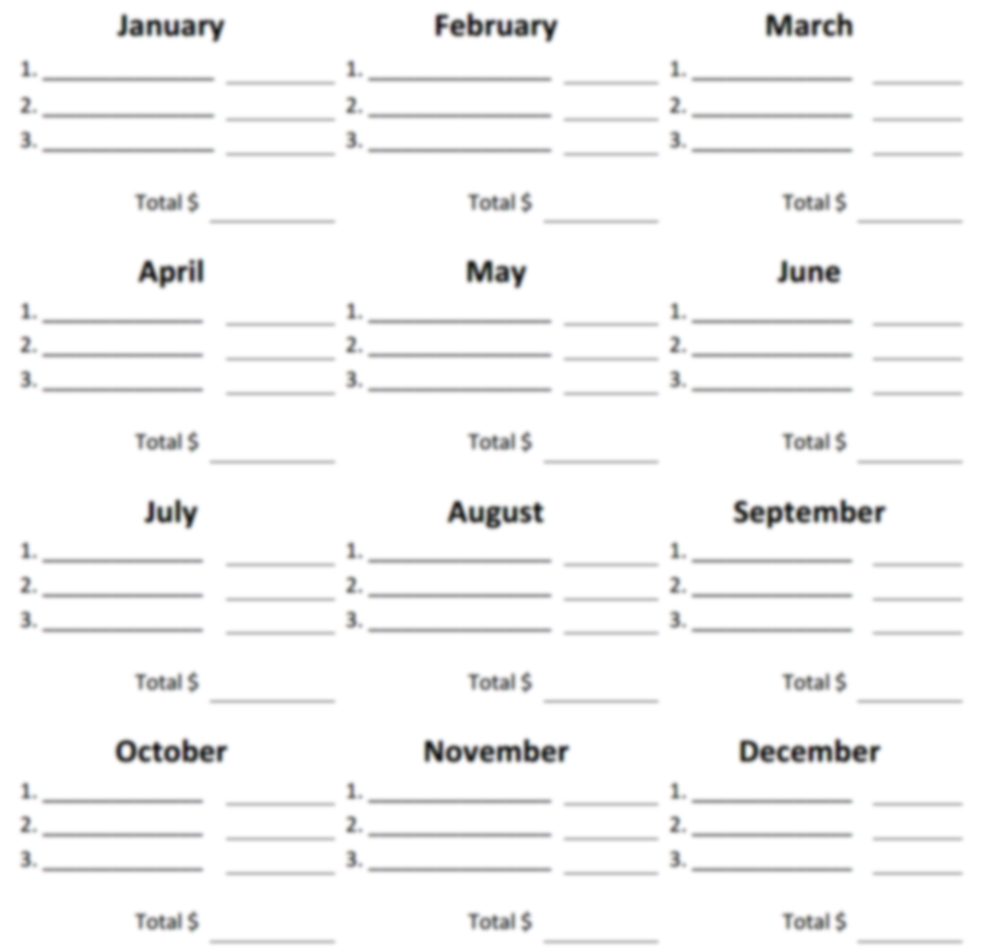 January February March
1. 1. 1.
2. 2. 2.
3. 3. 3.
Total $ Total $ Total $
April May June
1. 1. 1.
2. 2. 2.
3. 3. 3.
Total $ Total $ Total $
July August September
1. 1. 1.
2. 2. 2.
3. 3. 3.
Total $ Total $ Total $
October November December
1. 1. 1.
2. 2. 2.
3. 3. 3.
Total $ Total $ Total $